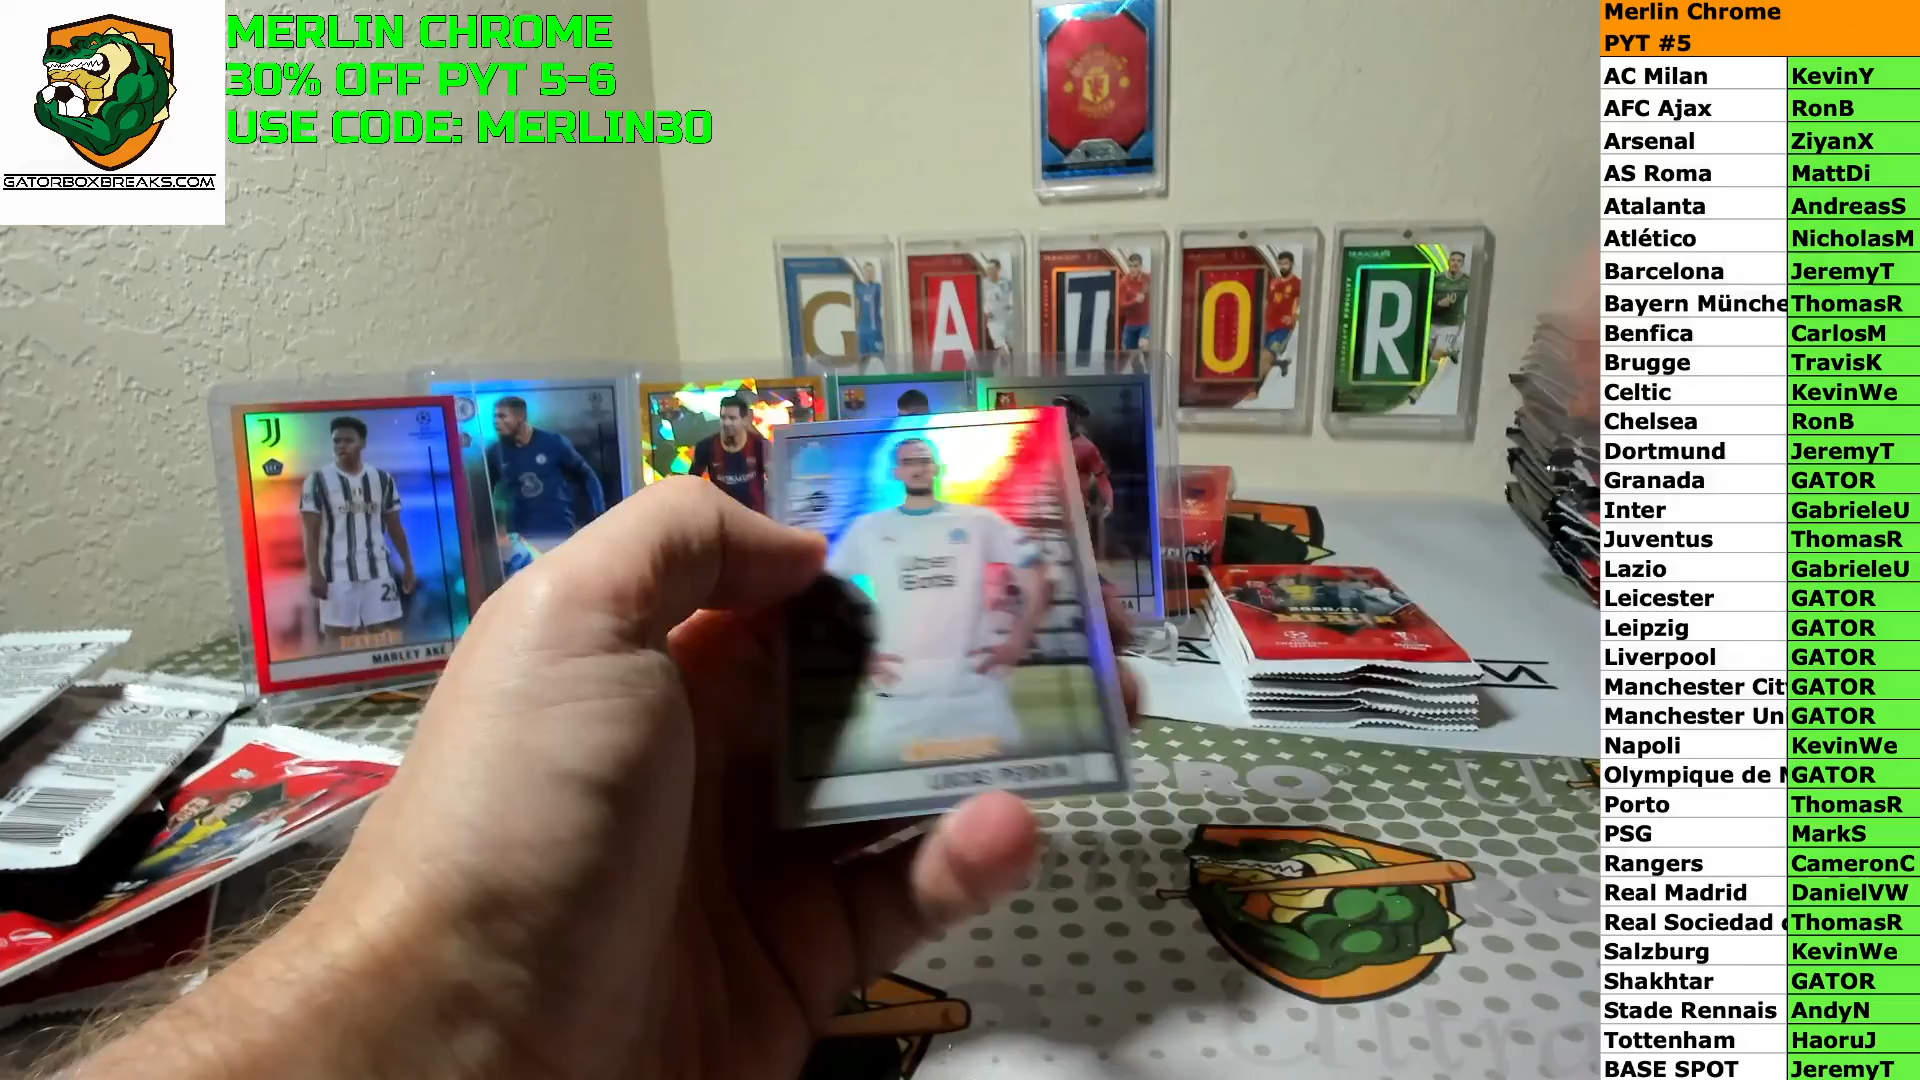 MERLIN CHROME
30% OFF PYT 5-6
USE CODE: MERLIN30
GATORBOXBREAKS.COM
G A T O R
MARLEY AKÉ
Uber
Eats
2020/21
MERLIN
Merlin Chrome
PYT #5
AC Milan KevinY
AFC Ajax RonB
Arsenal ZiyanX
AS Roma MattDi
Atalanta AndreasS
Atlético NicholasM
Barcelona JeremyT
Bayern Münche ThomasR
Benfica CarlosM
Brugge TravisK
Celtic KevinWe
Chelsea RonB
Dortmund JeremyT
Granada GATOR
Inter GabrieleU
Juventus ThomasR
Lazio GabrieleU
Leicester GATOR
Leipzig GATOR
Liverpool GATOR
Manchester Cit GATOR
Manchester Un GATOR
Napoli KevinWe
Olympique de GATOR
Porto ThomasR
PSG MarkS
Rangers CameronC
Real Madrid DanielVW
Real Sociedad ThomasR
Salzburg KevinWe
Shakhtar GATOR
Stade Rennais AndyN
Tottenham HaoruJ
BASE SPOT JeremyT